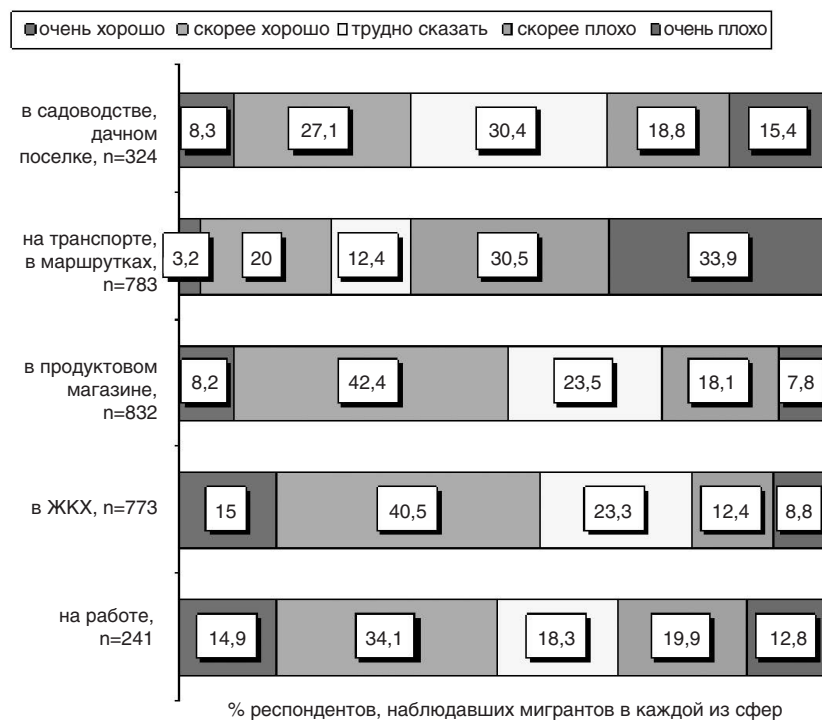 очень хорошо скорее хорошо трудно сказать скорее плохо очень плохо
в садоводстве,
дачном
поселке, n=324
8,3 27,1 30,4 18,8 15,4
на транспорте,
в маршрутках,
n=783
3,2 20 12,4 30,5 33,9
в продуктовом
магазине,
n=832
8,2 42,4 23,5 18,1 7,8
в ЖКХ, n=773
15 40,5 23,3 12,4 8,8
на работе,
n=241
14,9 34,1 18,3 19,9 12,8
% респондентов, наблюдавших мигрантов в каждой из сфер